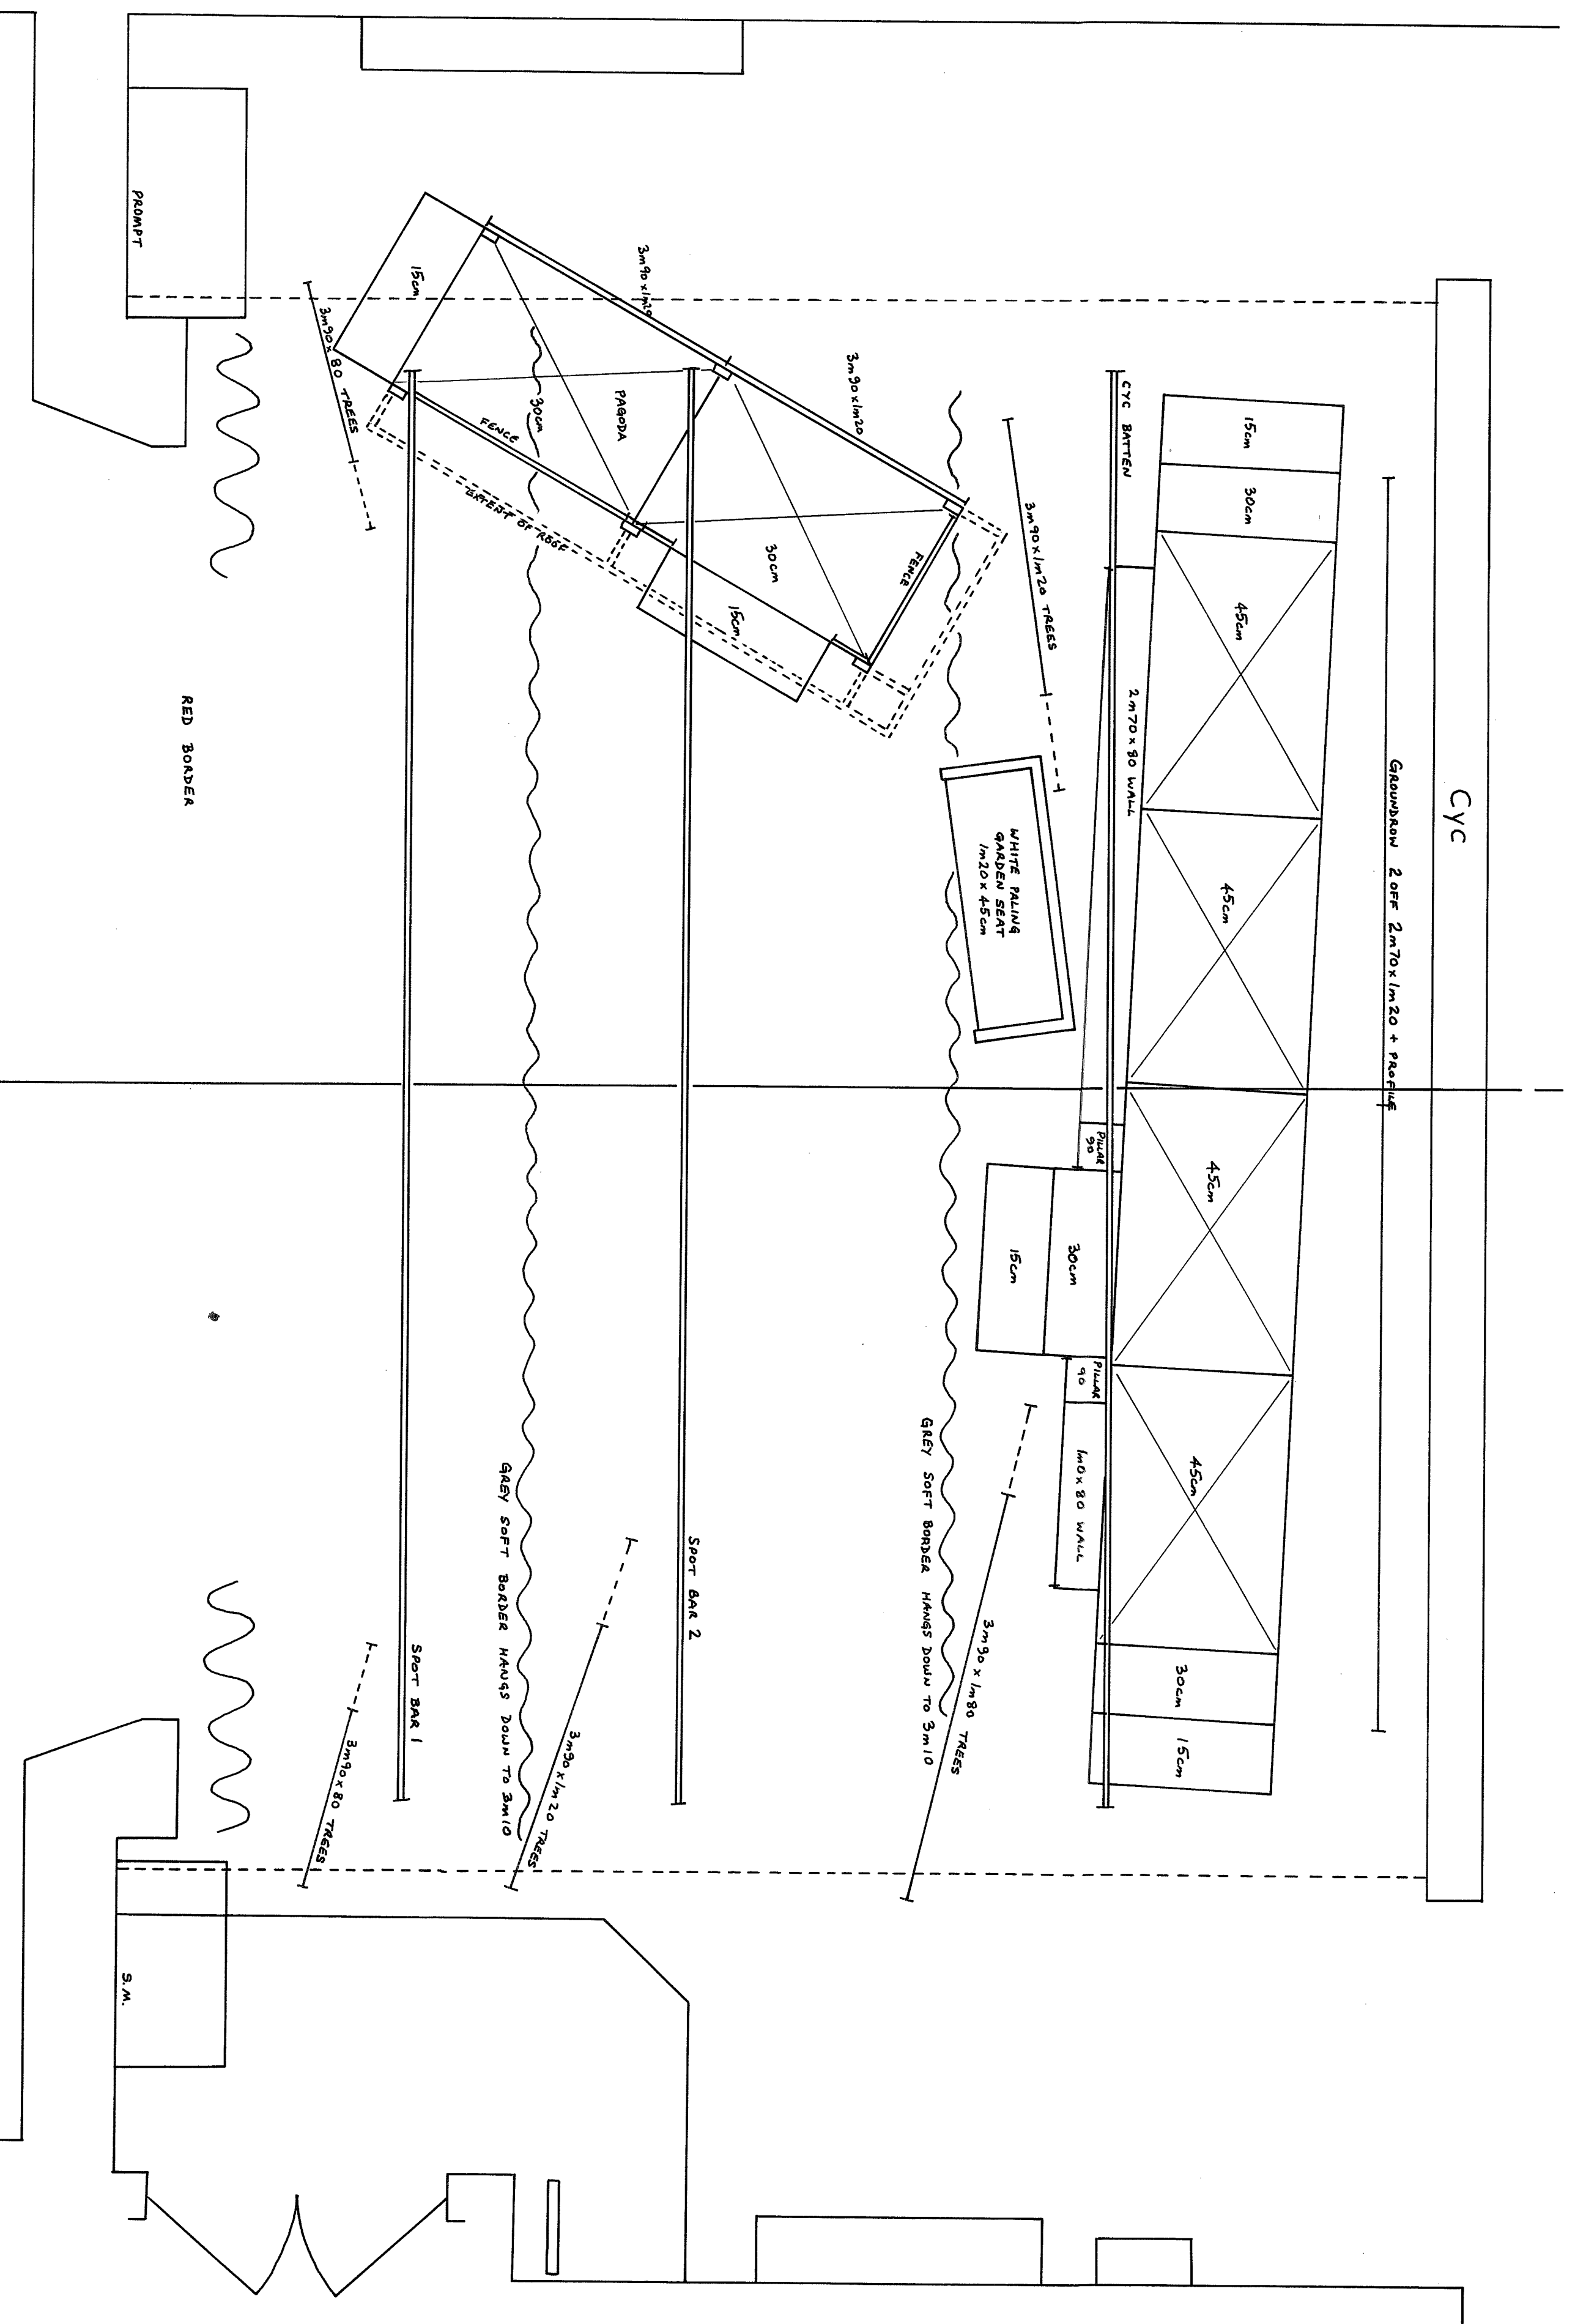 Cyc
GROUNDROW 2 OFF 2m70 x 1m20 + PROFILE
15cm
30cm
45cm
45cm
45cm
45cm
30cm
15cm
CYC BATTEN
2m70 x 80 WALL
PILLAR
90
30cm
15cm
PILLAR
90
1m0 x 80 WALL
3m90 x 1m20 TREES
WHITE PALING
GARDEN SEAT
1m20 x 45cm
3m90 x 1m80 TREES
GREY SOFT BORDER HANGS DOWN TO 3m10
3m90 x 1m20
3m90 x 1m20
FENCE
30cm
15cm
PAGODA
30cm
FENCE
EXTENT OF ROOF
15cm
SPOT BAR 2
3m90 x 1m20 TREES
GREY SOFT BORDER HANGS DOWN TO 3m10
SPOT BAR 1
3m90 x 80 TREES
3m90 x 80 TREES
RED BORDER
PROMPT
S.M.